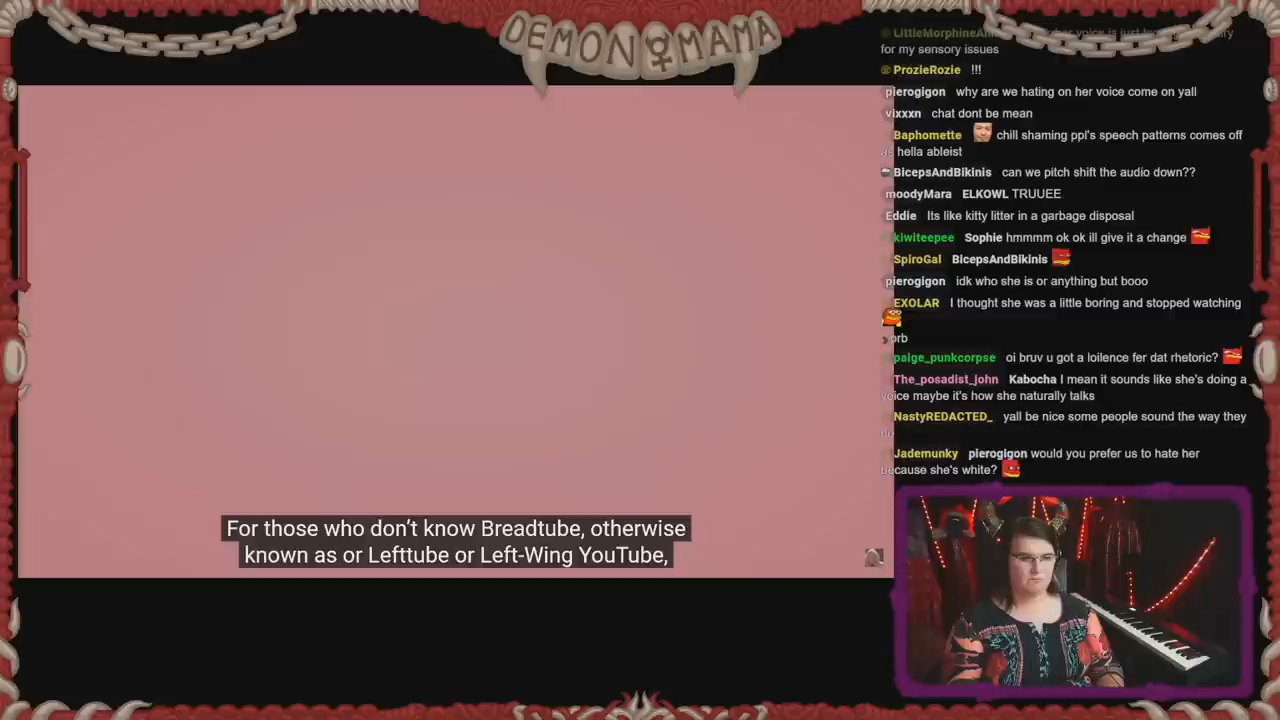 DEMON MAMA
for my sensory issues
ProzieRozie !!!
pierogigon why are we hating on her voice come on yall
vixxxn chat dont be mean
Baphomette chill shaming ppl's speech patterns comes off
as hella ableist
BicepsAndBikinis can we pitch shift the audio down??
moodyMara ELKOWL TRUUEE
Eddie Its like kitty litter in a garbage disposal
kiwiteepee Sophie hmmmm ok ok ill give it a change
SpiroGal BicepsAndBikinis
pierogigon idk who she is or anything but booo
EXOLAR I thought she was a little boring and stopped watching
brb
paige_punkcorpse oi bruv u got a loilence fer dat rhetoric?
The_posadist_john Kabocha I mean it sounds like she's doing a
voice maybe it's how she naturally talks
NastyREDACTED_ yall be nice some people sound the way they
do
Jademunky pierogigon would you prefer us to hate her
because she's white?
For those who don't know Breadtube, otherwise
known as or Lefttube or Left-Wing YouTube,